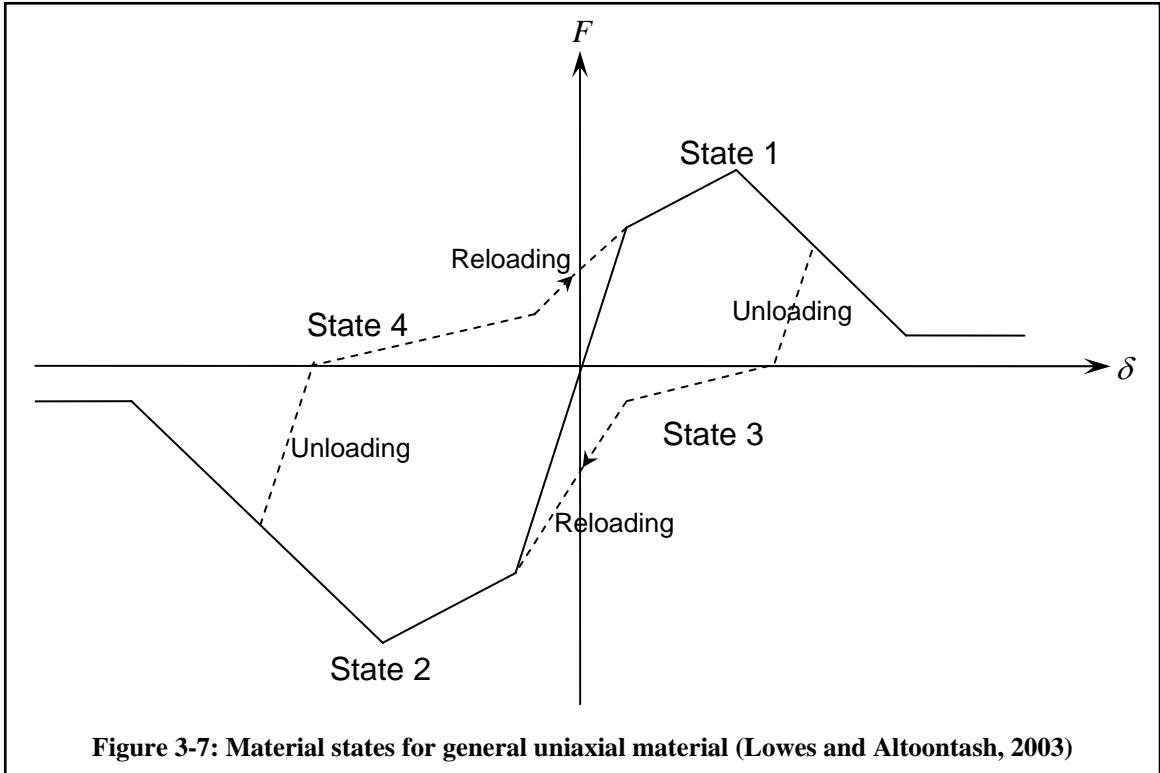 F
State 1
Reloading
Unloading
State 4
δ
State 3
Unloading
Reloading
State 2
Figure 3-7: Material states for general uniaxial material (Lowes and Altoontash, 2003)